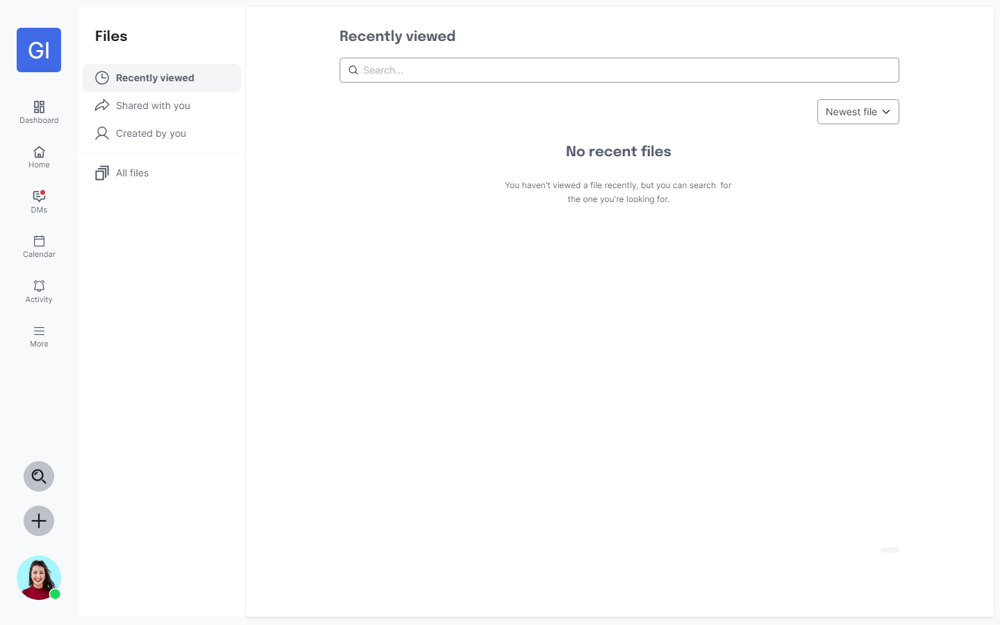 GI
Dashboard
Home
DMs
Calendar
Activity
More
Files
Recently viewed
Shared with you
Created by you
All files
Recently viewed
Search...
Newest file
No recent files
You haven't viewed a file recently, but you can search  for
the one you're looking for.